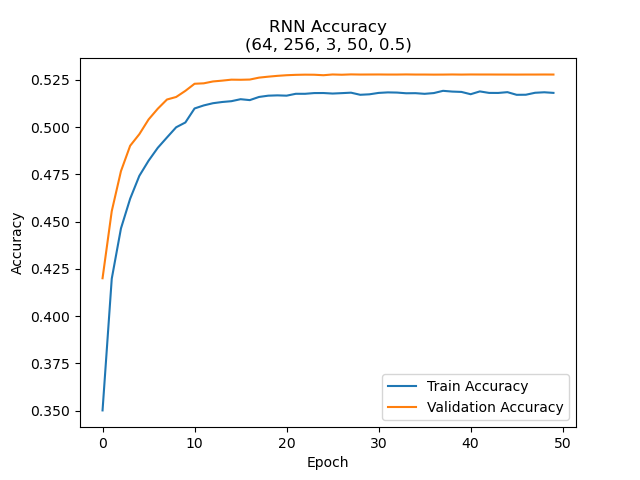 RNN Accuracy
(64, 256, 3, 50, 0.5)
Accuracy
0.525
0.500
0.475
0.450
0.425
0.400
0.375
0.350
Train Accuracy
Validation Accuracy
0 10 20 30 40 50
Epoch